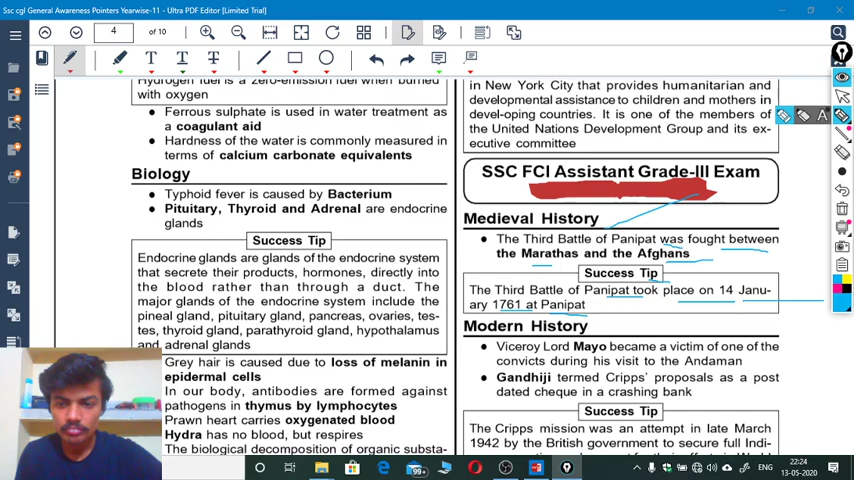 Ssc cgl General Awareness Pointers Yearwise-11 - Ultra PDF Editor [Limited Trial]
4 of 10
Hydrogen fuel is a zero-emission fuel when burned
with oxygen
• Ferrous sulphate is used in water treatment as
a coagulant aid
• Hardness of the water is commonly measured in
terms of calcium carbonate equivalents
Biology
• Typhoid fever is caused by Bacterium
• Pituitary, Thyroid and Adrenal are endocrine
glands
Success Tip
Endocrine glands are glands of the endocrine system
that secrete their products, hormones, directly into
the blood rather than through a duct. The
major glands of the endocrine system include the
pineal gland, pituitary gland, pancreas, ovaries, tes-
tes, thyroid gland, parathyroid gland, hypothalamus
and adrenal glands
Grey hair is caused due to loss of melanin in
epidermal cells
In our body, antibodies are formed against
pathogens in thymus by lymphocytes
Prawn heart carries oxygenated blood
Hydra has no blood, but respires
The biological decomposition of organic substa-
in New York City that provides humanitarian and
developmental assistance to children and mothers in
devel-oping countries. It is one of the members of
the United Nations Development Group and its ex-
ecutive committee
SSC FCI Assistant Grade-III Exam
Medieval History
• The Third Battle of Panipat was fought between
the Marathas and the Afghans
Success Tip
The Third Battle of Panipat took place on 14 Janu-
ary 1761 at Panipat
Modern History
• Viceroy Lord Mayo became a victim of one of the
convicts during his visit to the Andaman
• Gandhiji termed Cripps' proposals as a post
dated cheque in a crashing bank
Success Tip
The Cripps mission was an attempt in late March
1942 by the British government to secure full Indi-
99+
ENG
22:24
13-05-2020